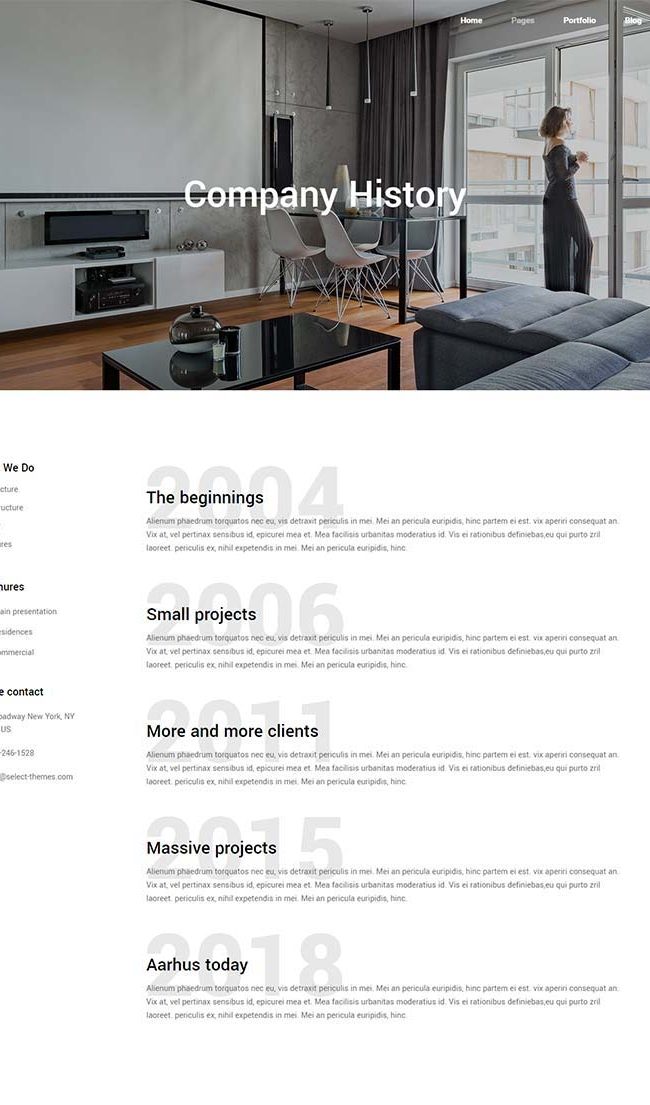 Home Pages Portfolio Blog
Company History
We Do
cture
ucture
res
ures
ain presentation
esidences
ommercial
e contact
oadway New York, NY
US
-246-1528
@select-themes.com
2004
The beginnings
Alienum phaedrum torquatos nec eu, vis detraxit periculis in mei. Mei an pericula euripidis, hinc partem ei est. vix aperiri consequat an.
Vix at, vel pertinax sensibus id, epicurei mea et. Mea facilisis urbanitas moderatius id. Vis ei rationibus definiebas,eu qui purto zril
laoreet. periculis ex, nihil expetendis in mei. Mei an pericula euripidis, hinc.
2006
Small projects
Alienum phaedrum torquatos nec eu, vis detraxit periculis in mei. Mei an pericula euripidis, hinc partem ei est. vix aperiri consequat an.
Vix at, vel pertinax sensibus id, epicurei mea et. Mea facilisis urbanitas moderatius id. Vis ei rationibus definiebas,eu qui purto zril
laoreet. periculis ex, nihil expetendis in mei. Mei an pericula euripidis, hinc.
2011
More and more clients
Alienum phaedrum torquatos nec eu, vis detraxit periculis in mei. Mei an pericula euripidis, hinc partem ei est. vix aperiri consequat an.
Vix at, vel pertinax sensibus id, epicurei mea et. Mea facilisis urbanitas moderatius id. Vis ei rationibus definiebas,eu qui purto zril
laoreet. periculis ex, nihil expetendis in mei. Mei an pericula euripidis, hinc.
2015
Massive projects
Alienum phaedrum torquatos nec eu, vis detraxit periculis in mei. Mei an pericula euripidis, hinc partem ei est. vix aperiri consequat an.
Vix at, vel pertinax sensibus id, epicurei mea et. Mea facilisis urbanitas moderatius id. Vis ei rationibus definiebas,eu qui purto zril
laoreet. periculis ex, nihil expetendis in mei. Mei an pericula euripidis, hinc.
2018
Aarhus today
Alienum phaedrum torquatos nec eu, vis detraxit periculis in mei. Mei an pericula euripidis, hinc partem ei est. vix aperiri consequat an.
Vix at, vel pertinax sensibus id, epicurei mea et. Mea facilisis urbanitas moderatius id. Vis ei rationibus definiebas,eu qui purto zril
laoreet. periculis ex, nihil expetendis in mei. Mei an pericula euripidis, hinc.